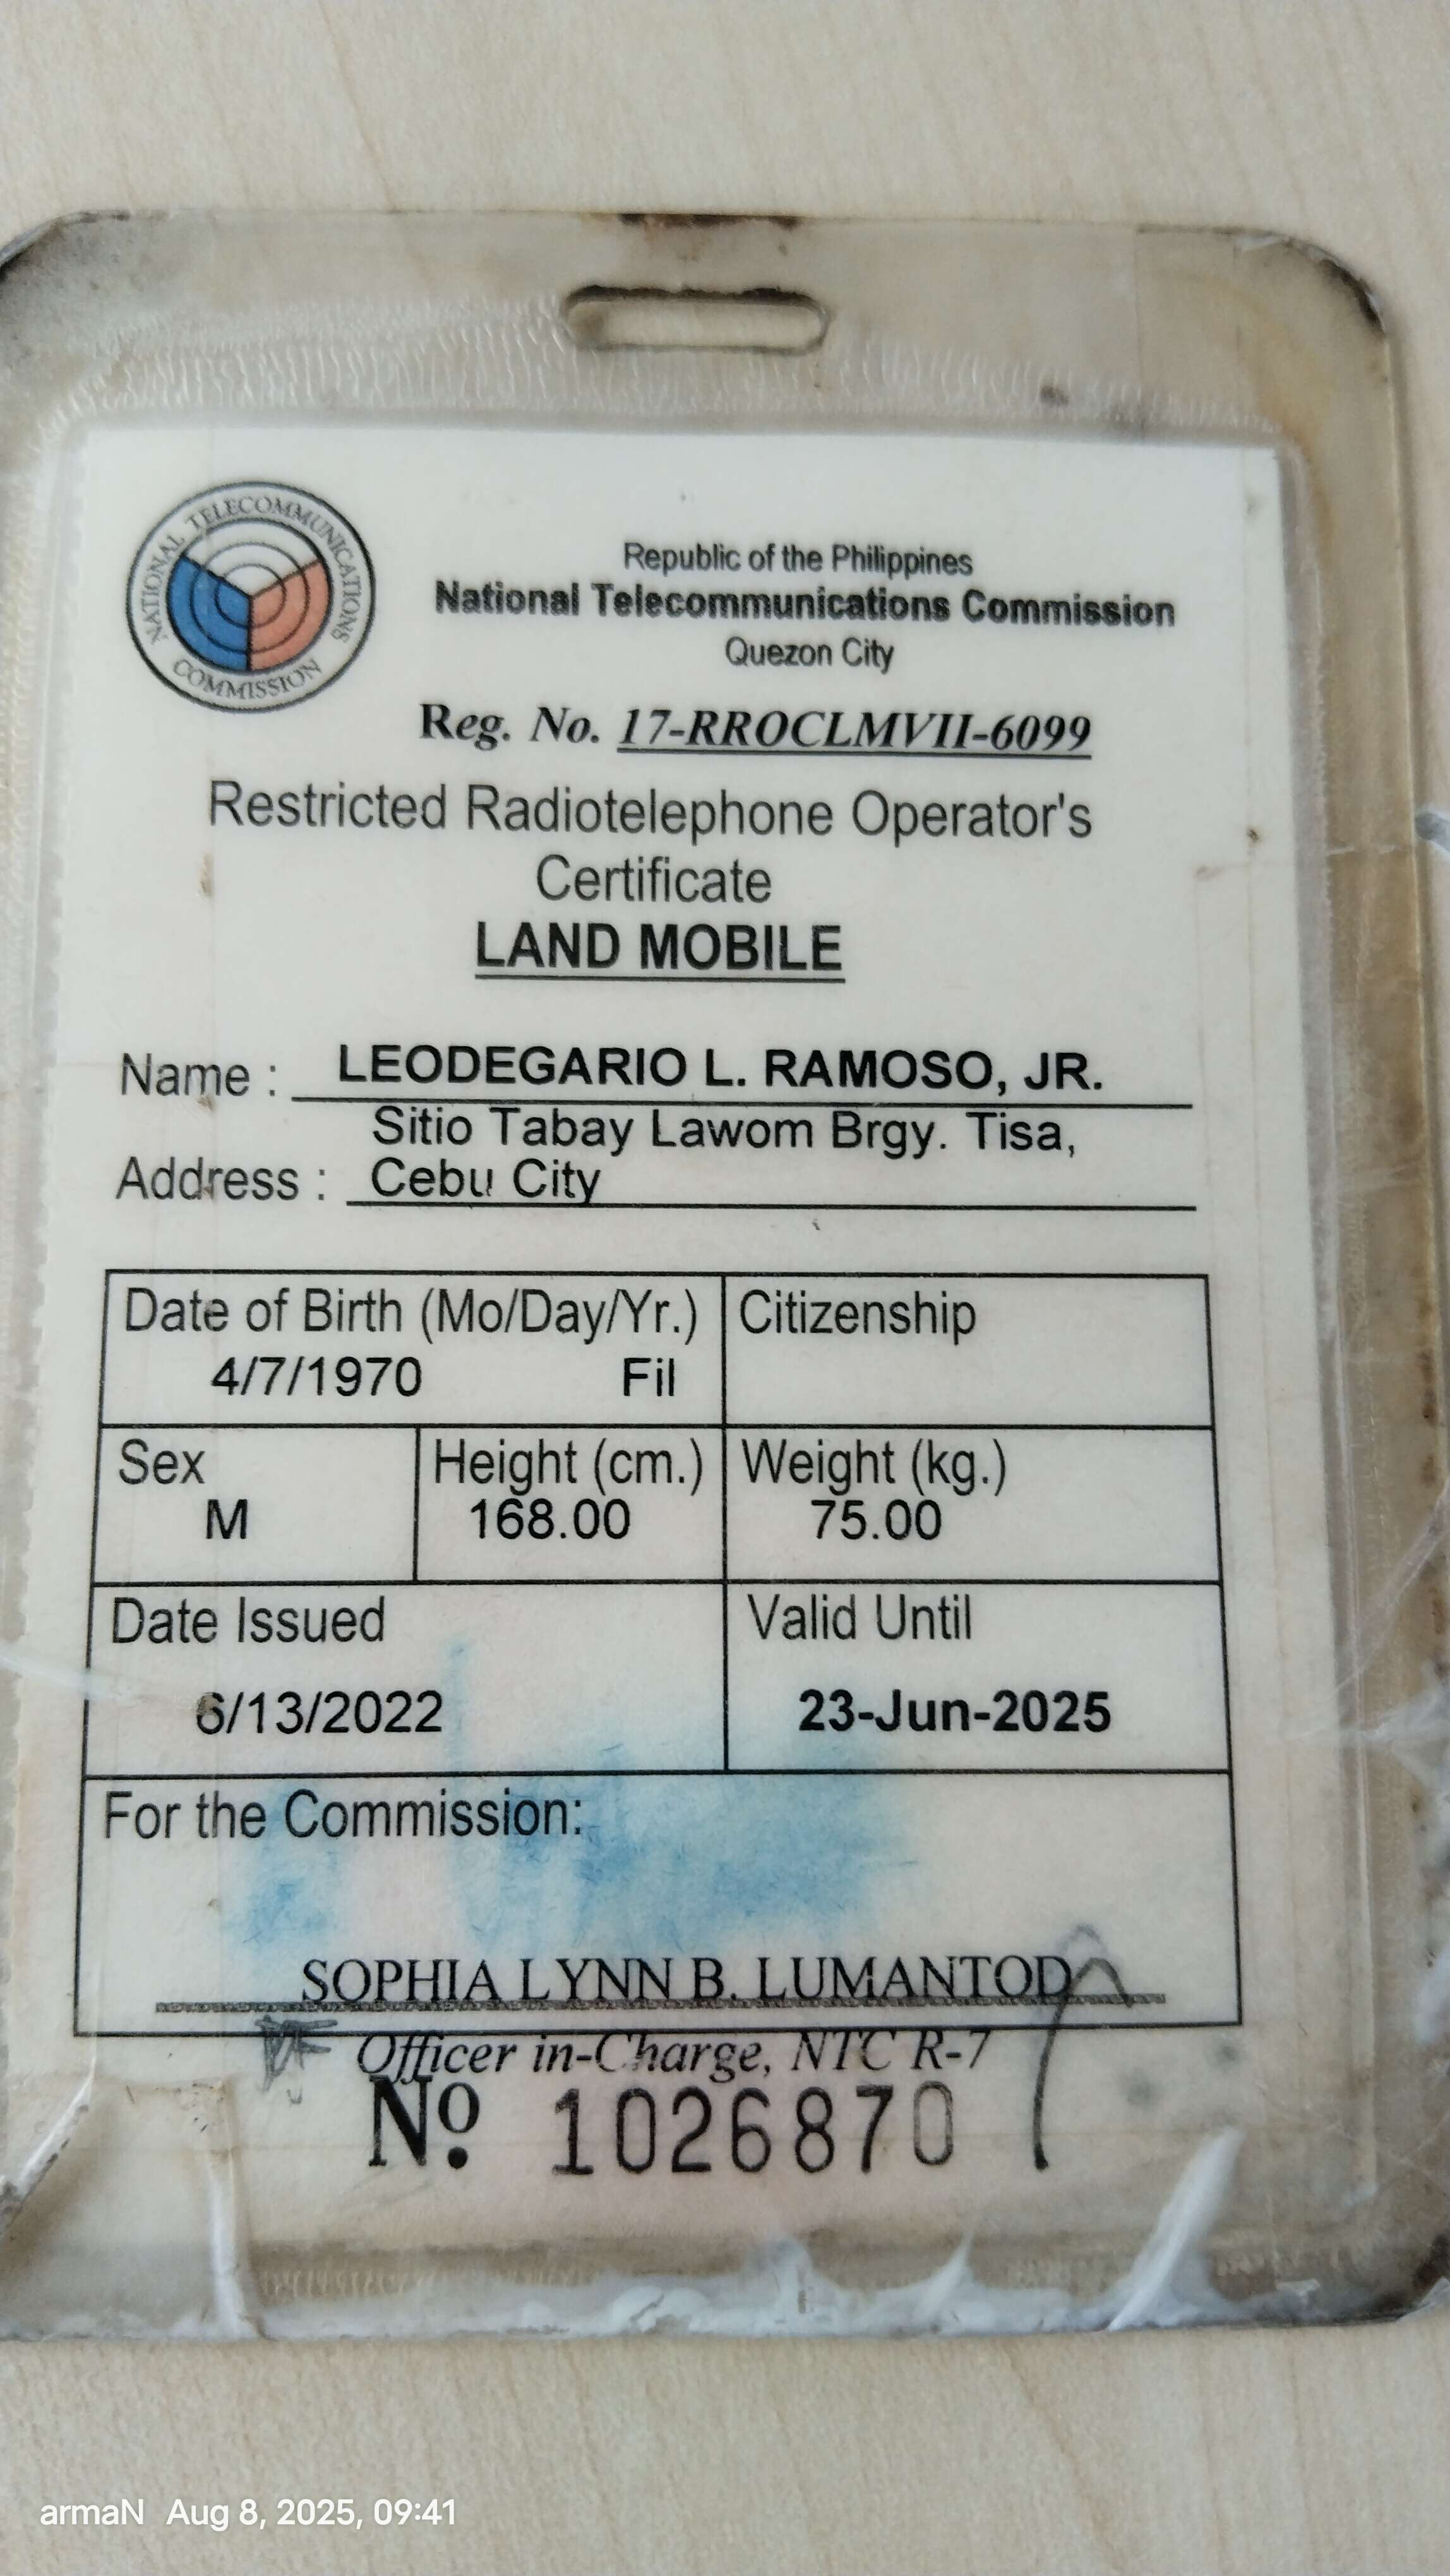 NATIONAL TELECOMMUNICATIONS
COMMISSION
Republic of the Philippines
National Telecommunications Commission
Quezon City
Reg. No. 17-RROCLMVII-6099
Restricted Radiotelephone Operator's
Certificate
LAND MOBILE
Name : LEODEGARIO L. RAMOSO, JR.
Sitio Tabay Lawom Brgy. Tisa,
Address : Cebu City
Date of Birth (Mo/Day/Yr.) Citizenship
4/7/1970 Fil
Sex Height (cm.) Weight (kg.)
M 168.00 75.00
Date Issued Valid Until
6/13/2022 23-Jun-2025
For the Commission:
SOPHIA LYNN B. LUMANTOD
Officer in-Charge, NTC R-7
No. 1026870
armaN Aug 8, 2025, 09:41